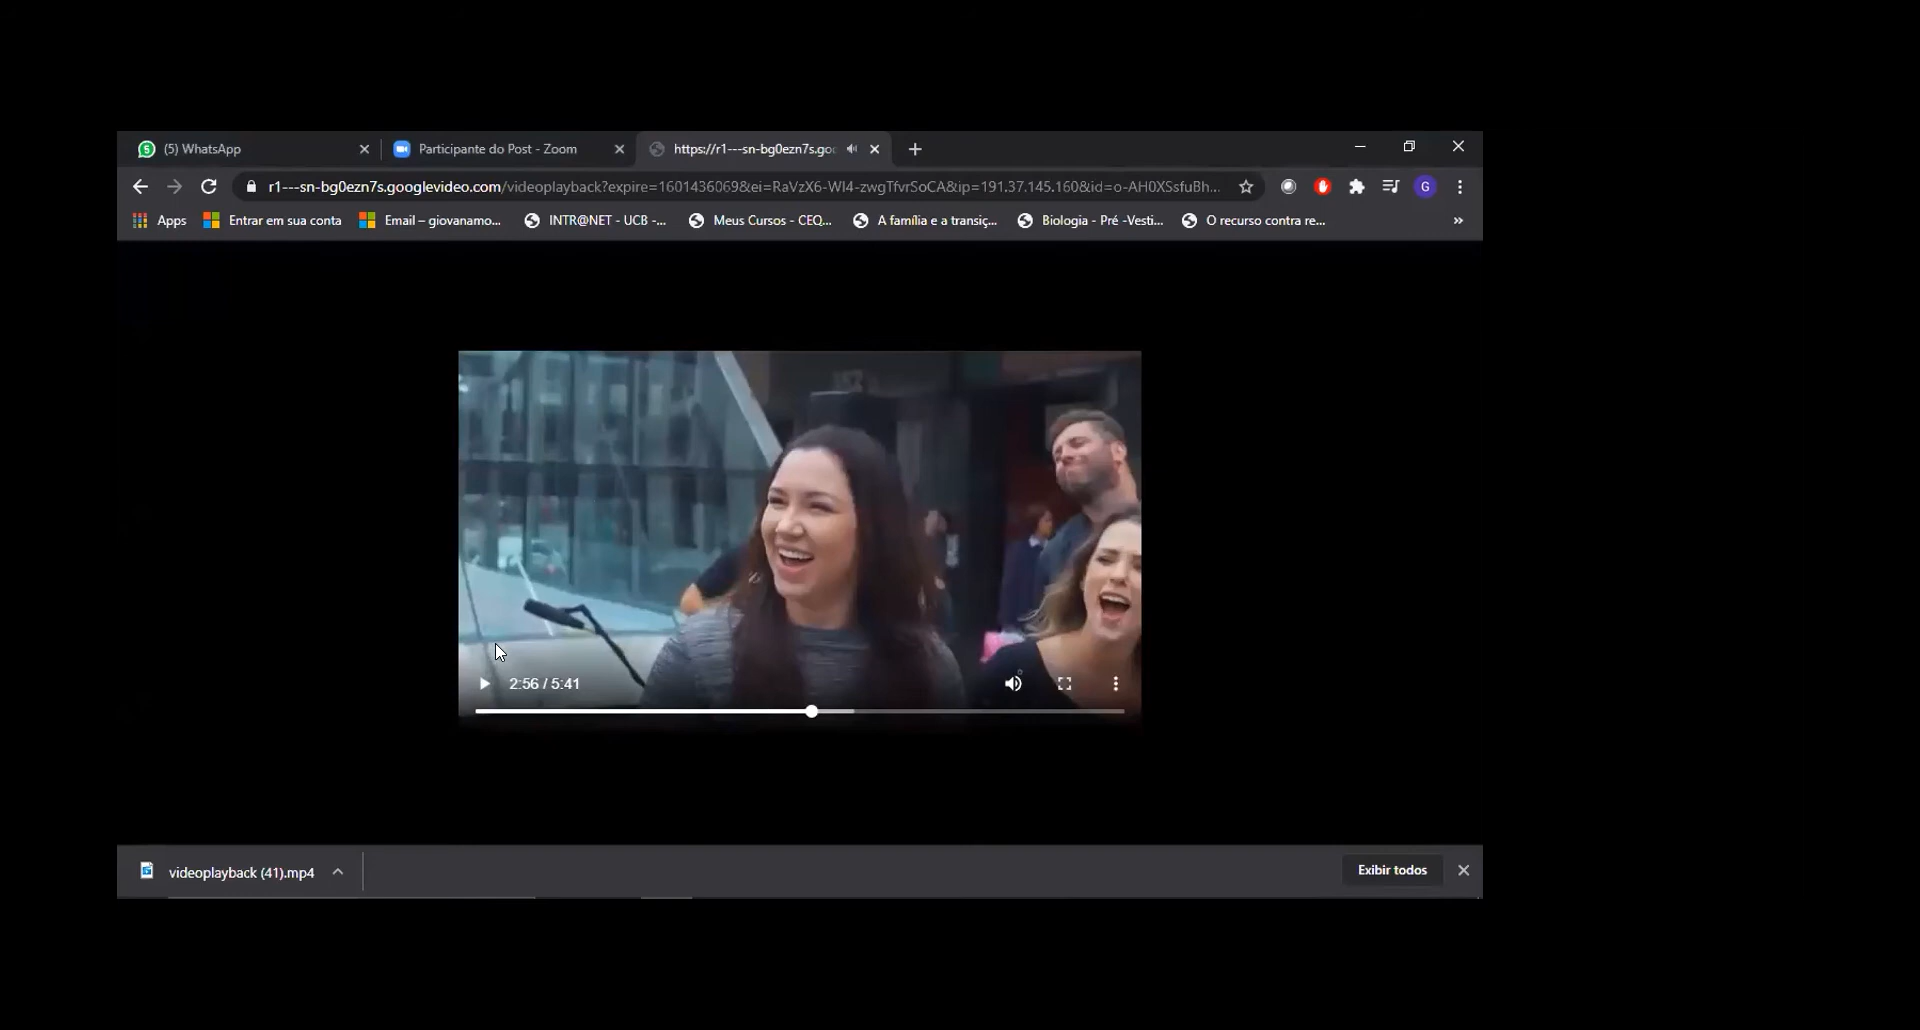 (5) WhatsApp
Participante do Post - Zoom
https://r1---sn-bg0ezn7s.goo
r1---sn-bg0ezn7s.googlevideo.com/videoplayback?expire=1601436069&ei=RaVzX6-WI4-zwgTfvrSoCA&ip=191.37.145.160&id=o-AH0XSsfuBh...
G
Apps
Entrar em sua conta
Email – giovanamo...
INTR@NET - UCB -...
Meus Cursos - CEQ...
A família e a transiç...
Biologia - Pré -Vesti...
O recurso contra re...
2:56 / 5:41
videoplayback (41).mp4
Exibir todos